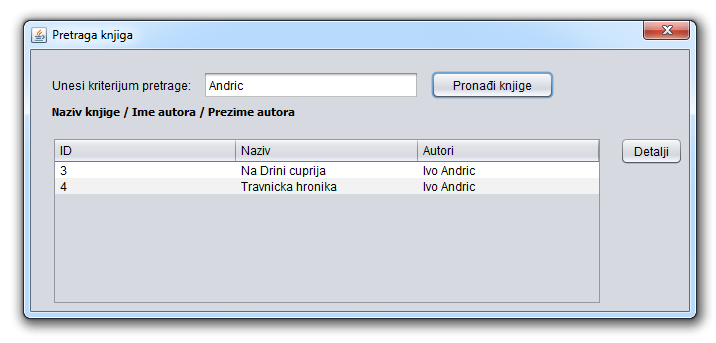 Pretraga knjiga
Unesi kriterijum pretrage: Andric Pronađi knjige
Naziv knjige / Ime autora / Prezime autora
ID Naziv Autori Detalji
3 Na Drini cuprija Ivo Andric
4 Travnicka hronika Ivo Andric